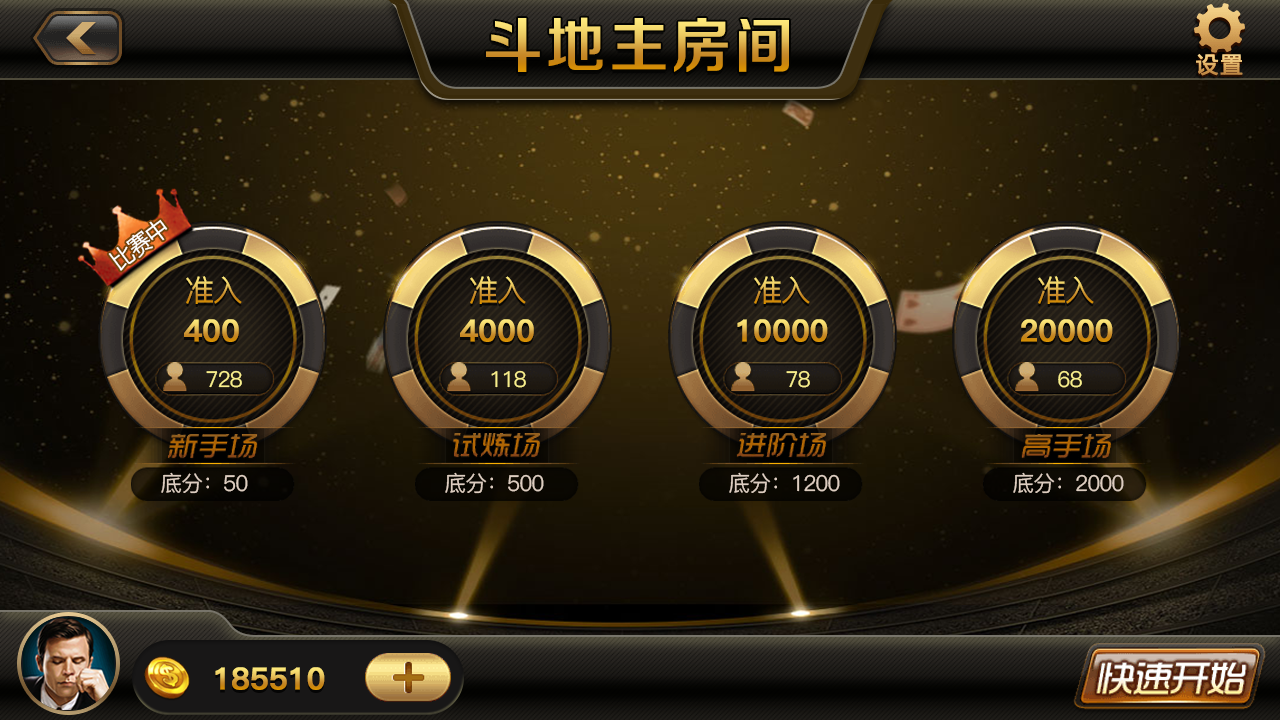 斗地主房间
设置
比赛中
准入
400
728
新手场
底分：50
准入
4000
118
试炼场
底分：500
准入
10000
78
进阶场
底分：1200
准入
20000
68
高手场
底分：2000
185510
快速开始